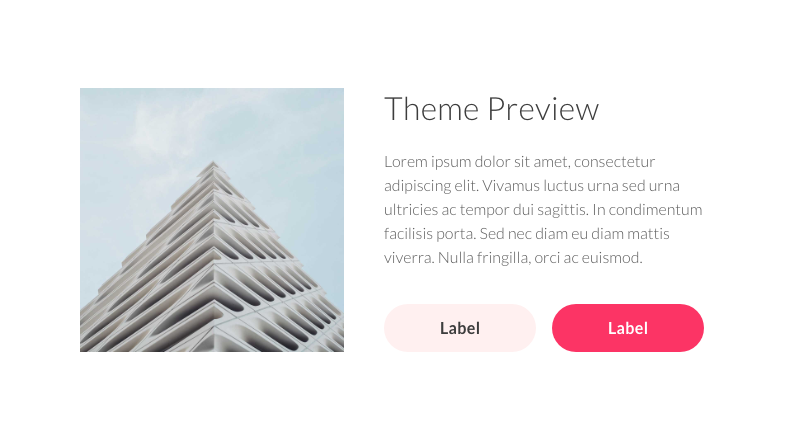 Theme Preview
Lorem ipsum dolor sit amet, consectetur
adipiscing elit. Vivamus luctus urna sed urna
ultricies ac tempor dui sagittis. In condimentum
facilisis porta. Sed nec diam eu diam mattis
viverra. Nulla fringilla, orci ac euismod.
Label
Label